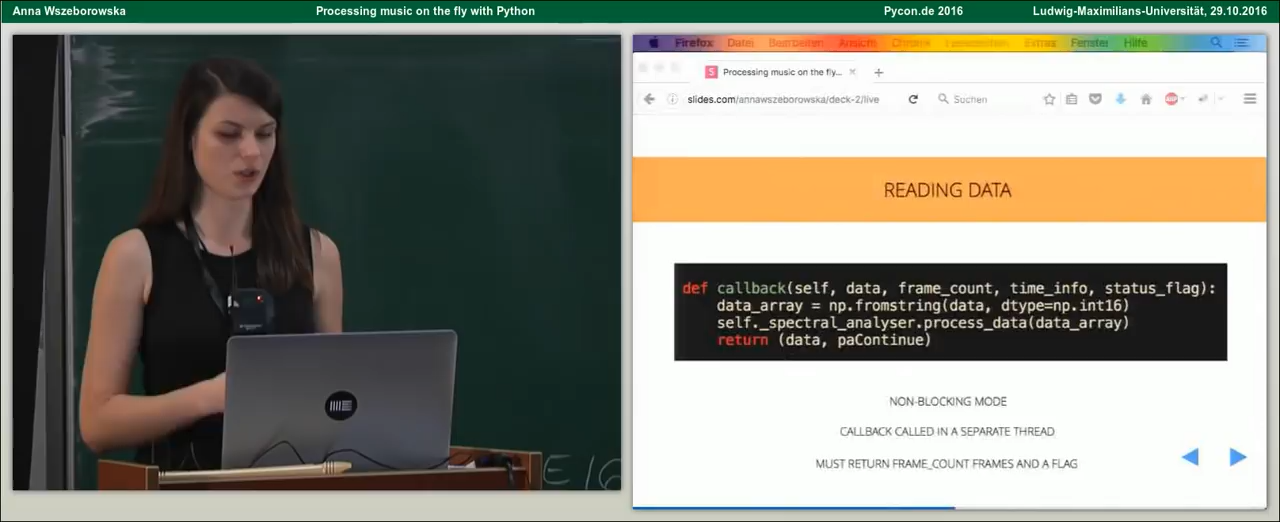 Anna Wszeborowska Processing music on the fly with Python Pycon.de 2016 Ludwig-Maximilians-Universität, 29.10.2016
Firefox Datei Bearbeiten Ansicht Chronik Lesezeichen Extras Fenster Hilfe
S Processing music on the fly... × +
slides.com/annawszeborowska/deck-2/live Suchen ABP
READING DATA
def callback(self, data, frame_count, time_info, status_flag):
data_array = np.fromstring(data, dtype=np.int16)
self._spectral_analyser.process_data(data_array)
return (data, paContinue)
NON-BLOCKING MODE
CALLBACK CALLED IN A SEPARATE THREAD
MUST RETURN FRAME_COUNT FRAMES AND A FLAG